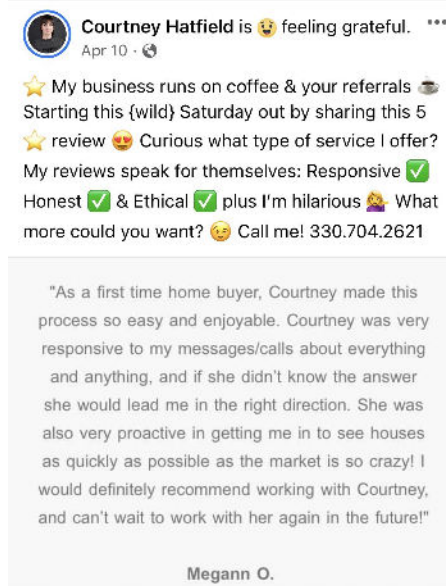 Courtney Hatfield is 😉 feeling grateful. •••
Apr 10 ·
⭐ My business runs on coffee & your referrals ☕
Starting this {wild} Saturday out by sharing this 5
⭐ review 😍 Curious what type of service I offer?
My reviews speak for themselves: Responsive ✅
Honest ✅ & Ethical ✅ plus I'm hilarious 💁‍♀️ What
more could you want? 😉 Call me! 330.704.2621
"As a first time home buyer, Courtney made this
process so easy and enjoyable. Courtney was very
responsive to my messages/calls about everything
and anything, and if she didn't know the answer
she would lead me in the right direction. She was
also very proactive in getting me in to see houses
as quickly as possible as the market is so crazy! I
would definitely recommend working with Courtney,
and can't wait to work with her again in the future!"
Megann O.